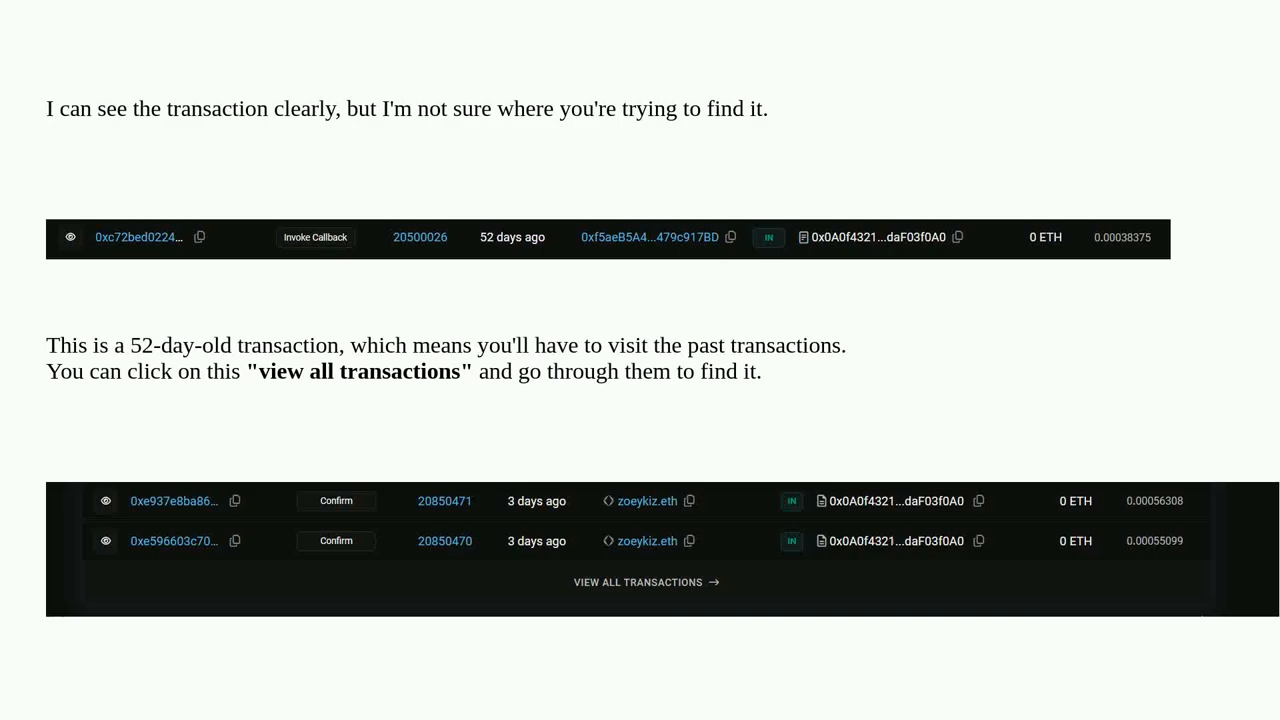 I can see the transaction clearly, but I'm not sure where you're trying to find it.
0xc72bed0224... Invoke Callback 20500026 52 days ago 0xf5aeB5A4...479c917BD IN 0x0A0f4321...daF03f0A0 0 ETH 0.00038375
This is a 52-day-old transaction, which means you'll have to visit the past transactions.
You can click on this "view all transactions" and go through them to find it.
0xe937e8ba86... Confirm 20850471 3 days ago zoeykiz.eth IN 0x0A0f4321...daF03f0A0 0 ETH 0.00056308
0xe596603c70... Confirm 20850470 3 days ago zoeykiz.eth IN 0x0A0f4321...daF03f0A0 0 ETH 0.00055099
VIEW ALL TRANSACTIONS →